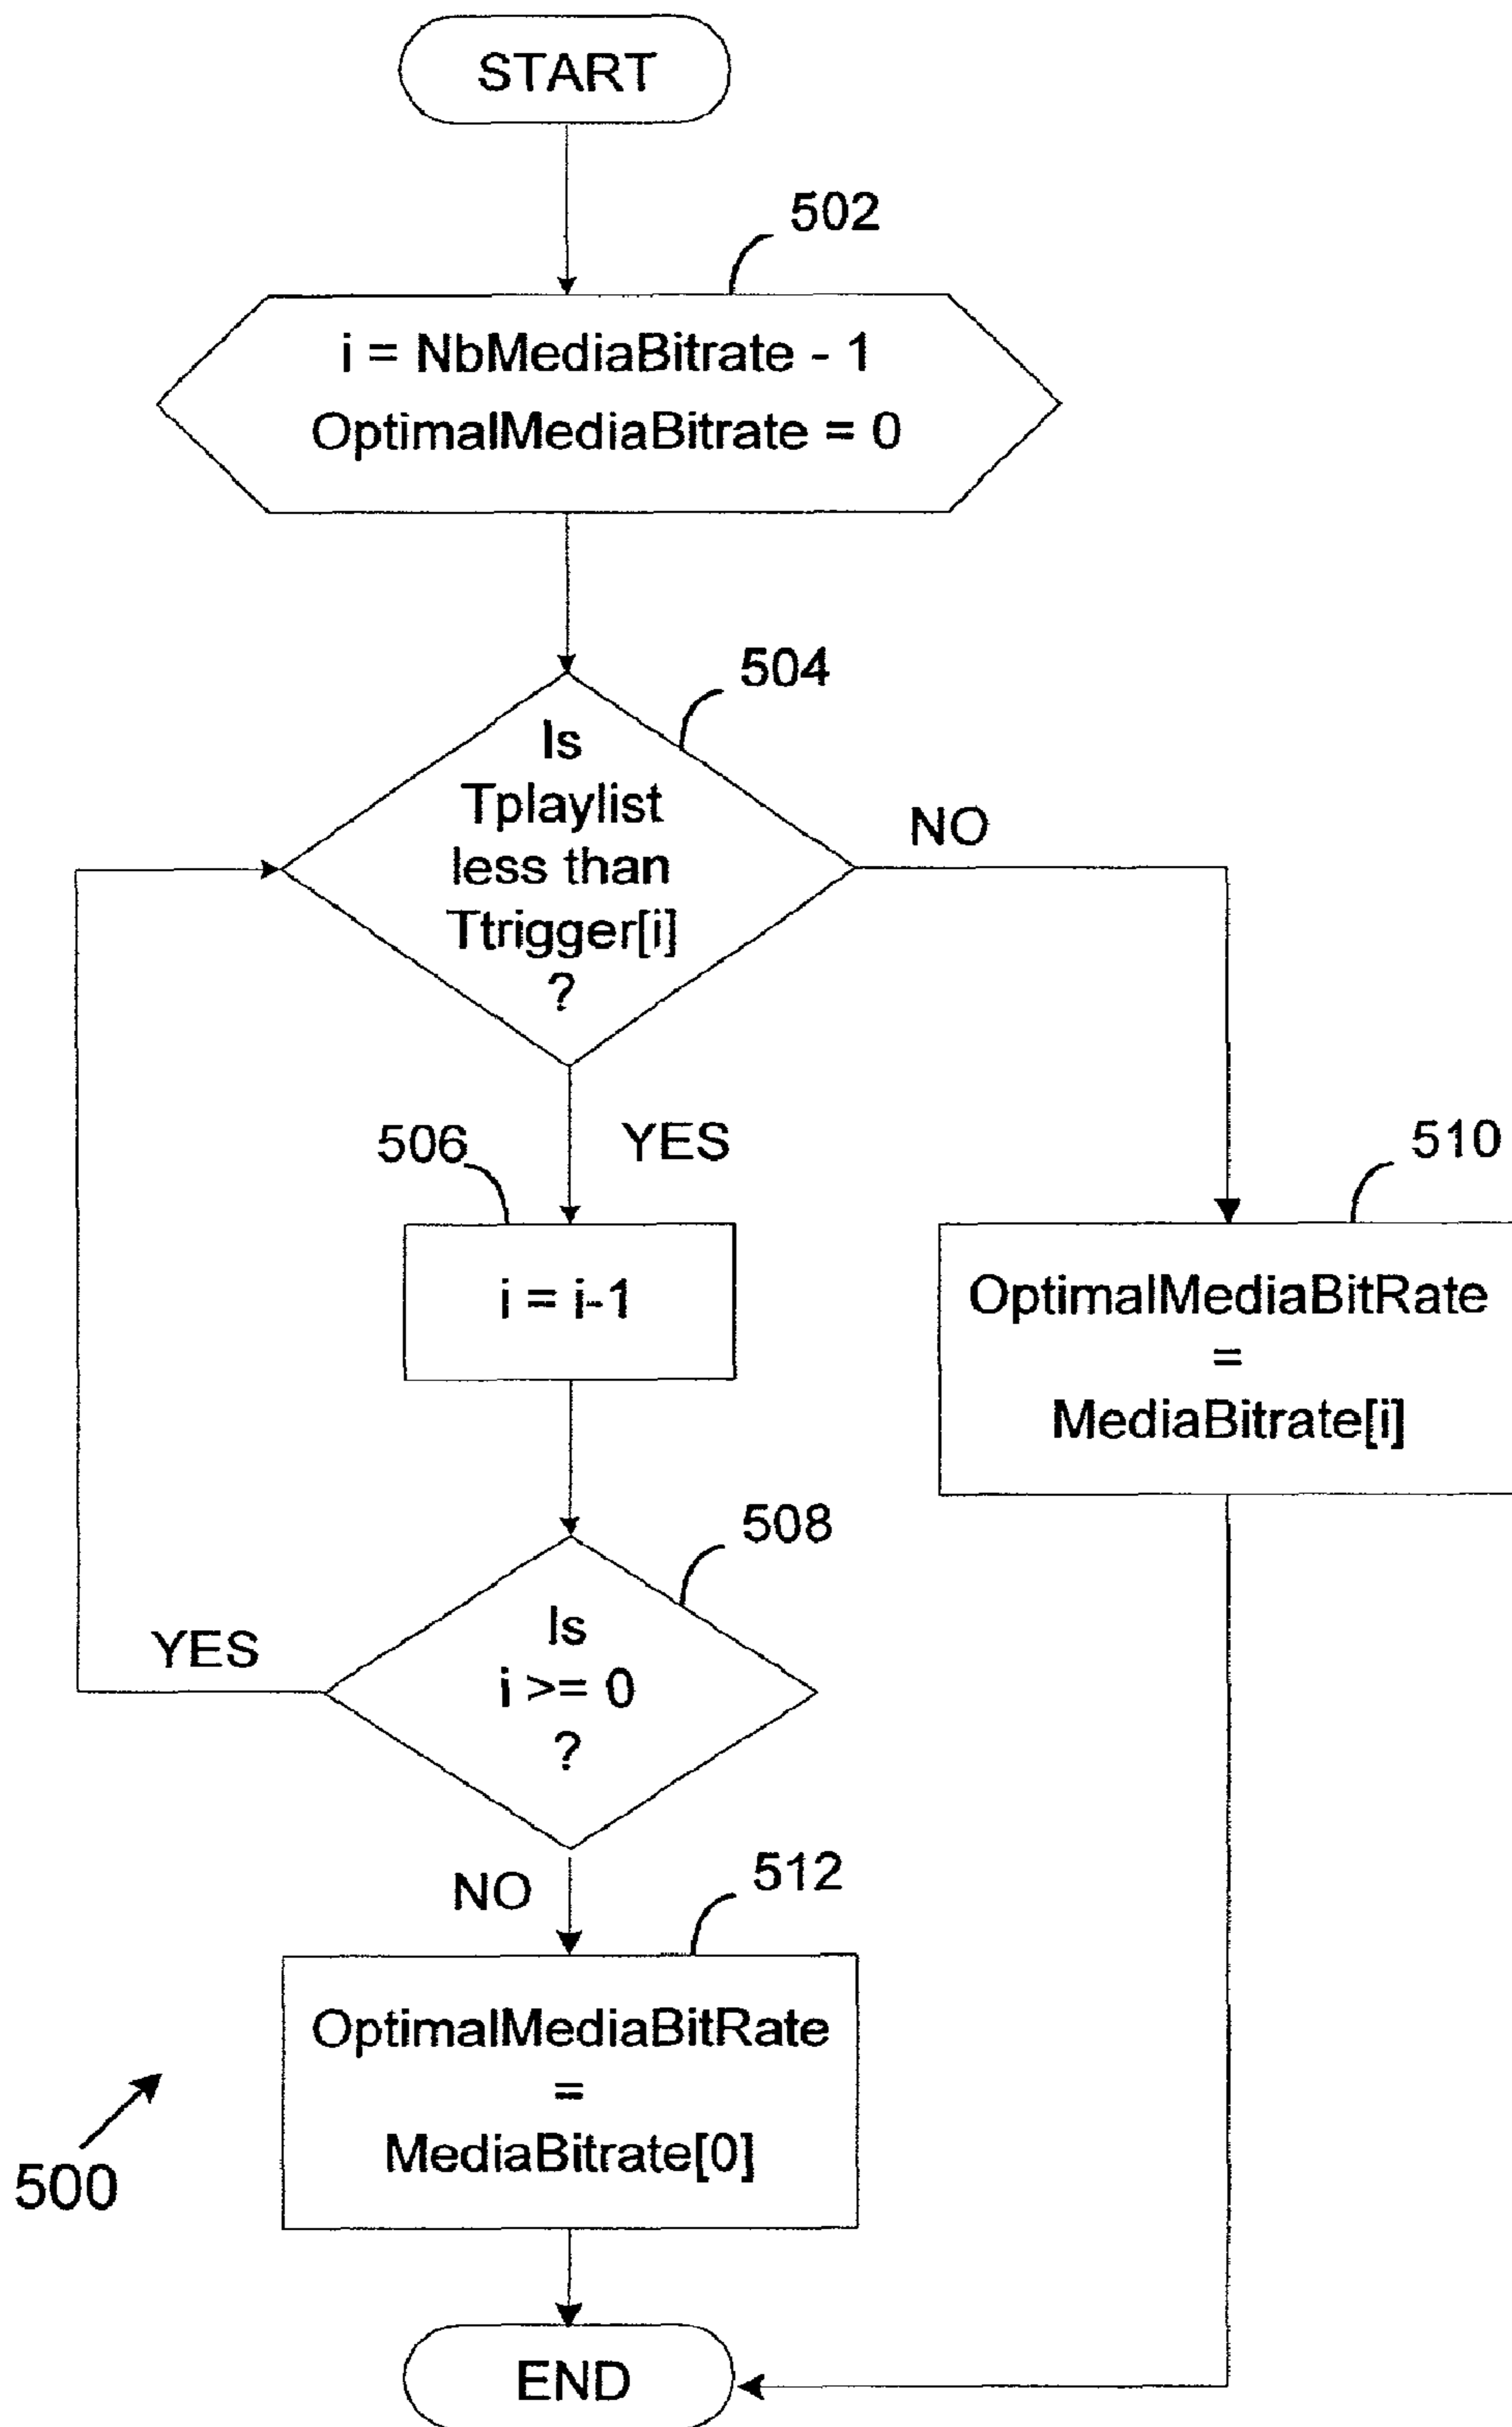 START
502
i = NbMediaBitrate - 1
OptimalMediaBitrate = 0
504
Is
Tplaylist
less than
Ttrigger[i]
?
NO
YES
506
i = i-1
510
OptimalMediaBitRate
=
MediaBitrate[i]
508
Is
i >= 0
?
YES
NO
512
OptimalMediaBitRate
=
MediaBitrate[0]
500
END